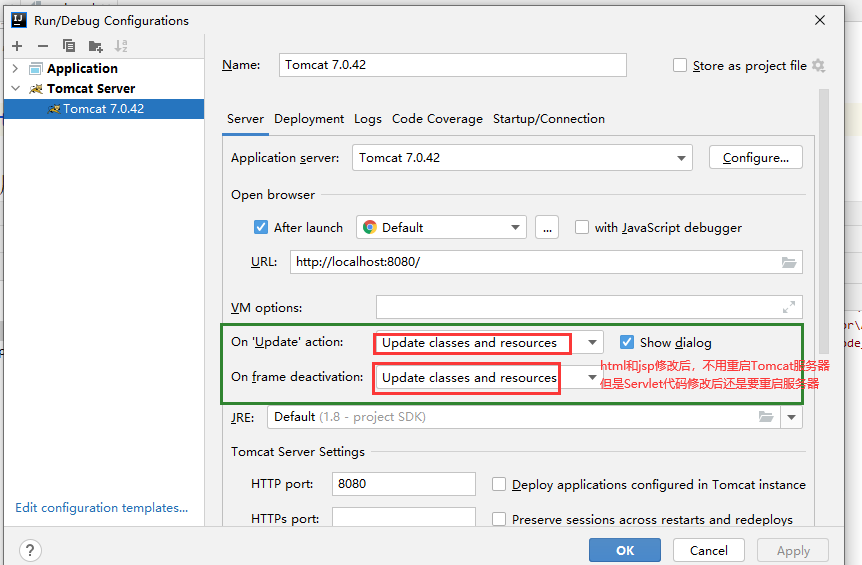 Run/Debug Configurations
Application
Tomcat Server
Tomcat 7.0.42
Name: Tomcat 7.0.42 Store as project file
Server Deployment Logs Code Coverage Startup/Connection
Application server: Tomcat 7.0.42 Configure...
Open browser
After launch Default ... with JavaScript debugger
URL: http://localhost:8080/
VM options:
On 'Update' action: Update classes and resources Show dialog
html和jsp修改后，不用重启Tomcat服务器
On frame deactivation: Update classes and resources
但是Servlet代码修改后还是要重启服务器
JRE: Default (1.8 - project SDK)
Tomcat Server Settings
HTTP port: 8080 Deploy applications configured in Tomcat instance
HTTPs port: Preserve sessions across restarts and redeploys
Edit configuration templates...
? OK Cancel Apply